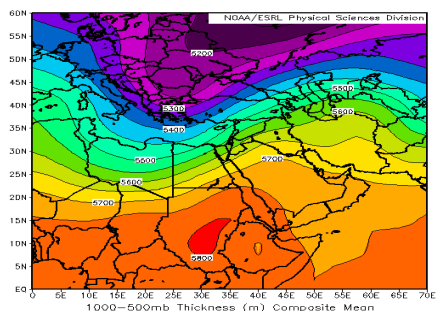 NOAA/ESRL Physical Sciences Division
60N
55N
50N
45N
40N
35N
30N
25N
20N
15N
10N
5N
EQ
5200
5300
5400
5500
5600
5600
5600
5700
5700
5800
0 5E 10E 15E 20E 25E 30E 35E 40E 45E 50E 55E 60E 65E 70E
1000-500mb Thickness (m) Composite Mean